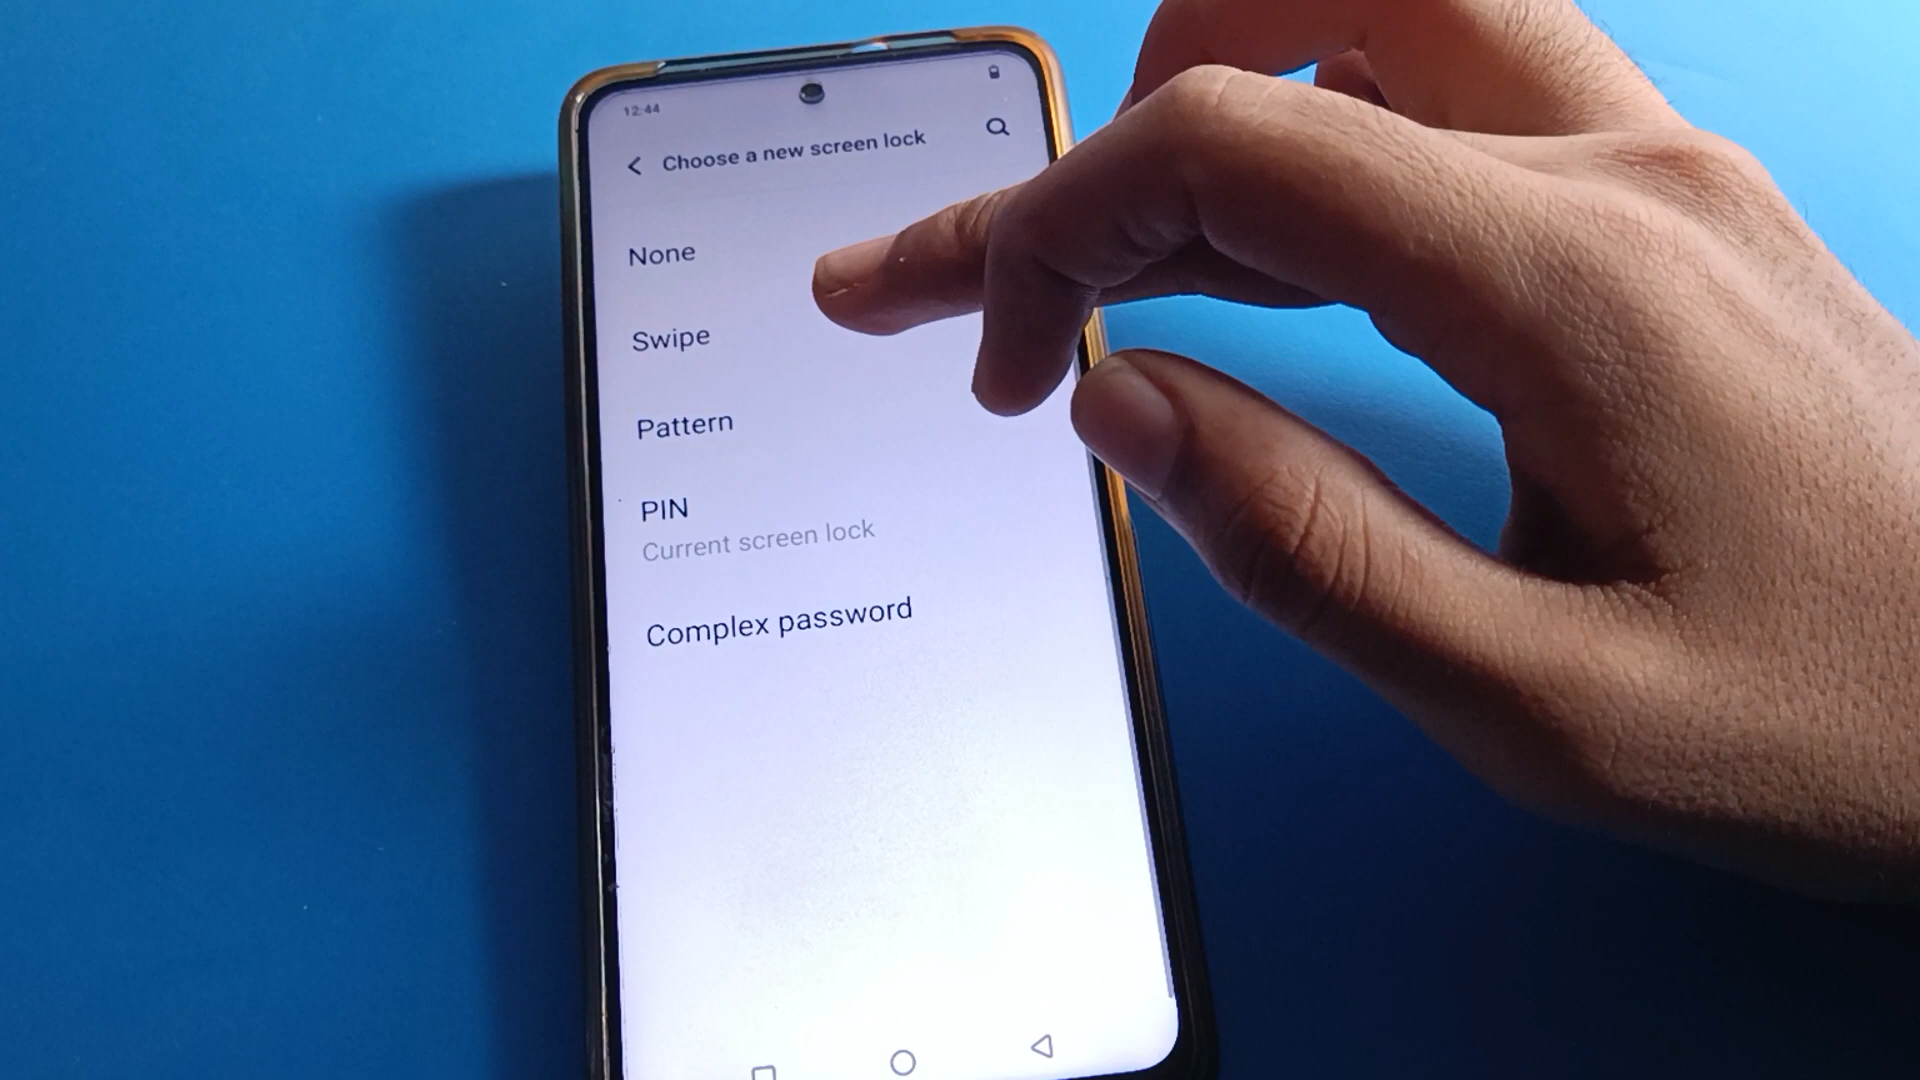 12:44
Choose a new screen lock
None
Swipe
Pattern
PIN
Current screen lock
Complex password